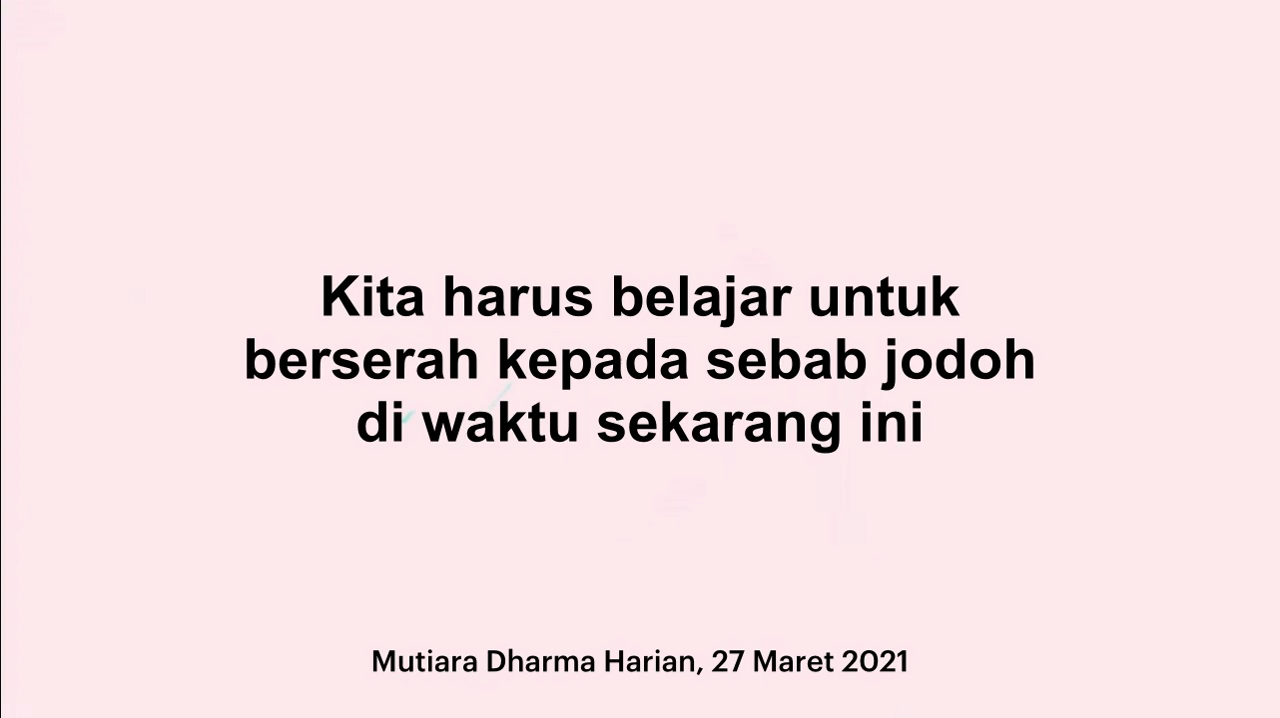 Kita harus belajar untuk
berserah kepada sebab jodoh
di waktu sekarang ini
Mutiara Dharma Harian, 27 Maret 2021